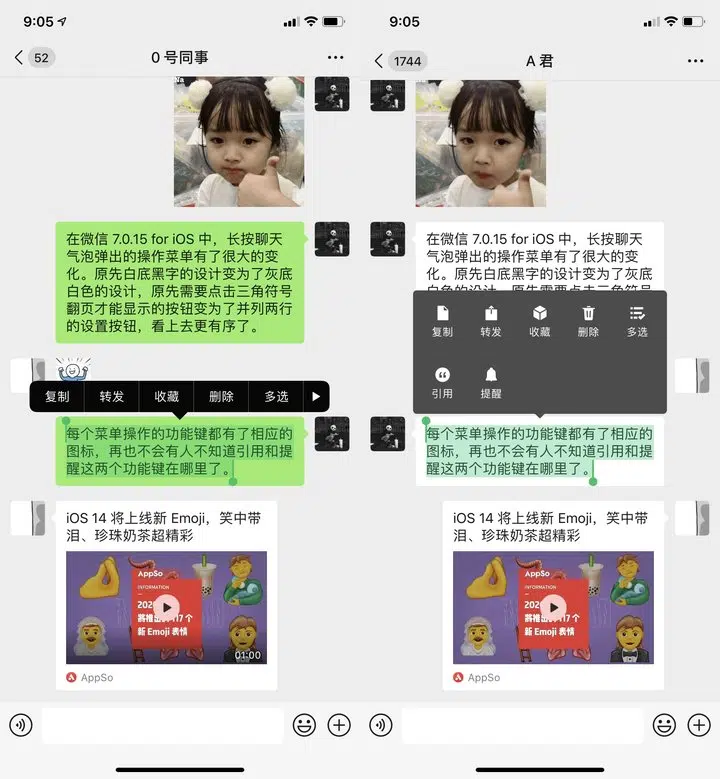 9:05
52
0 号同事
Na
在微信 7.0.15 for iOS 中，长按聊天
气泡弹出的操作菜单有了很大的变
化。原先白底黑字的设计变为了灰底
白色的设计，原先需要点击三角符号
翻页才能显示的按钮变为了并列两行
的设置按钮，看上去更有序了。
复制 转发 收藏 删除 多选
每个菜单操作的功能键都有了相应的
图标，再也不会有人不知道引用和提
醒这两个功能键在哪里了。
iOS 14 将上线新 Emoji，笑中带
泪、珍珠奶茶超精彩
AppSo
INFORMATION
新 Emoji 表情
01:00
AppSo
9:05
1744
A 君
在微信 7.0.15 for iOS 中，长按聊天
气泡弹出的操作菜单有了很大的变
化。原先白底黑字的设计变为了灰底
白色的设计，原先需要点击三角符号
复制 转发 收藏 删除 多选
引用 提醒
每个菜单操作的功能键都有了相应的
图标，再也不会有人不知道引用和提
醒这两个功能键在哪里了。
iOS 14 将上线新 Emoji，笑中带
泪、珍珠奶茶超精彩
AppSo
INFORMATION
新 Emoji 表情
AppSo